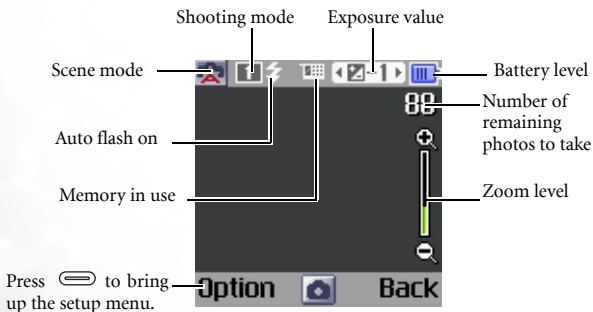 Shooting mode
Exposure value
Scene mode
Battery level
1
88
Number of
remaining
photos to take
Auto flash on
Memory in use
Zoom level
Press to bring
up the setup menu.
Option
Back